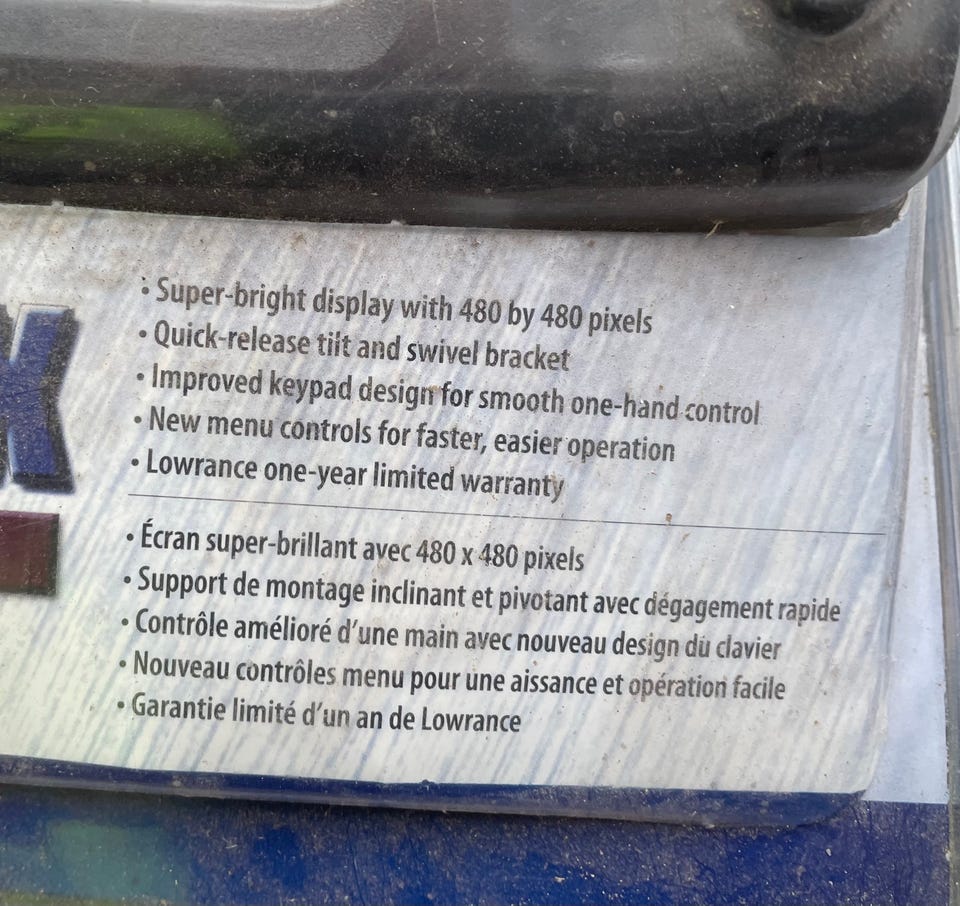 X
• Super-bright display with 480 by 480 pixels
• Quick-release tilt and swivel bracket
• Improved keypad design for smooth one-hand control
• New menu controls for faster, easier operation
• Lowrance one-year limited warranty
• Écran super-brillant avec 480 x 480 pixels
• Support de montage inclinant et pivotant avec dégagement rapide
• Contrôle amélioré d'une main avec nouveau design du clavier
• Nouveau contrôles menu pour une aissance et opération facile
• Garantie limité d'un an de Lowrance